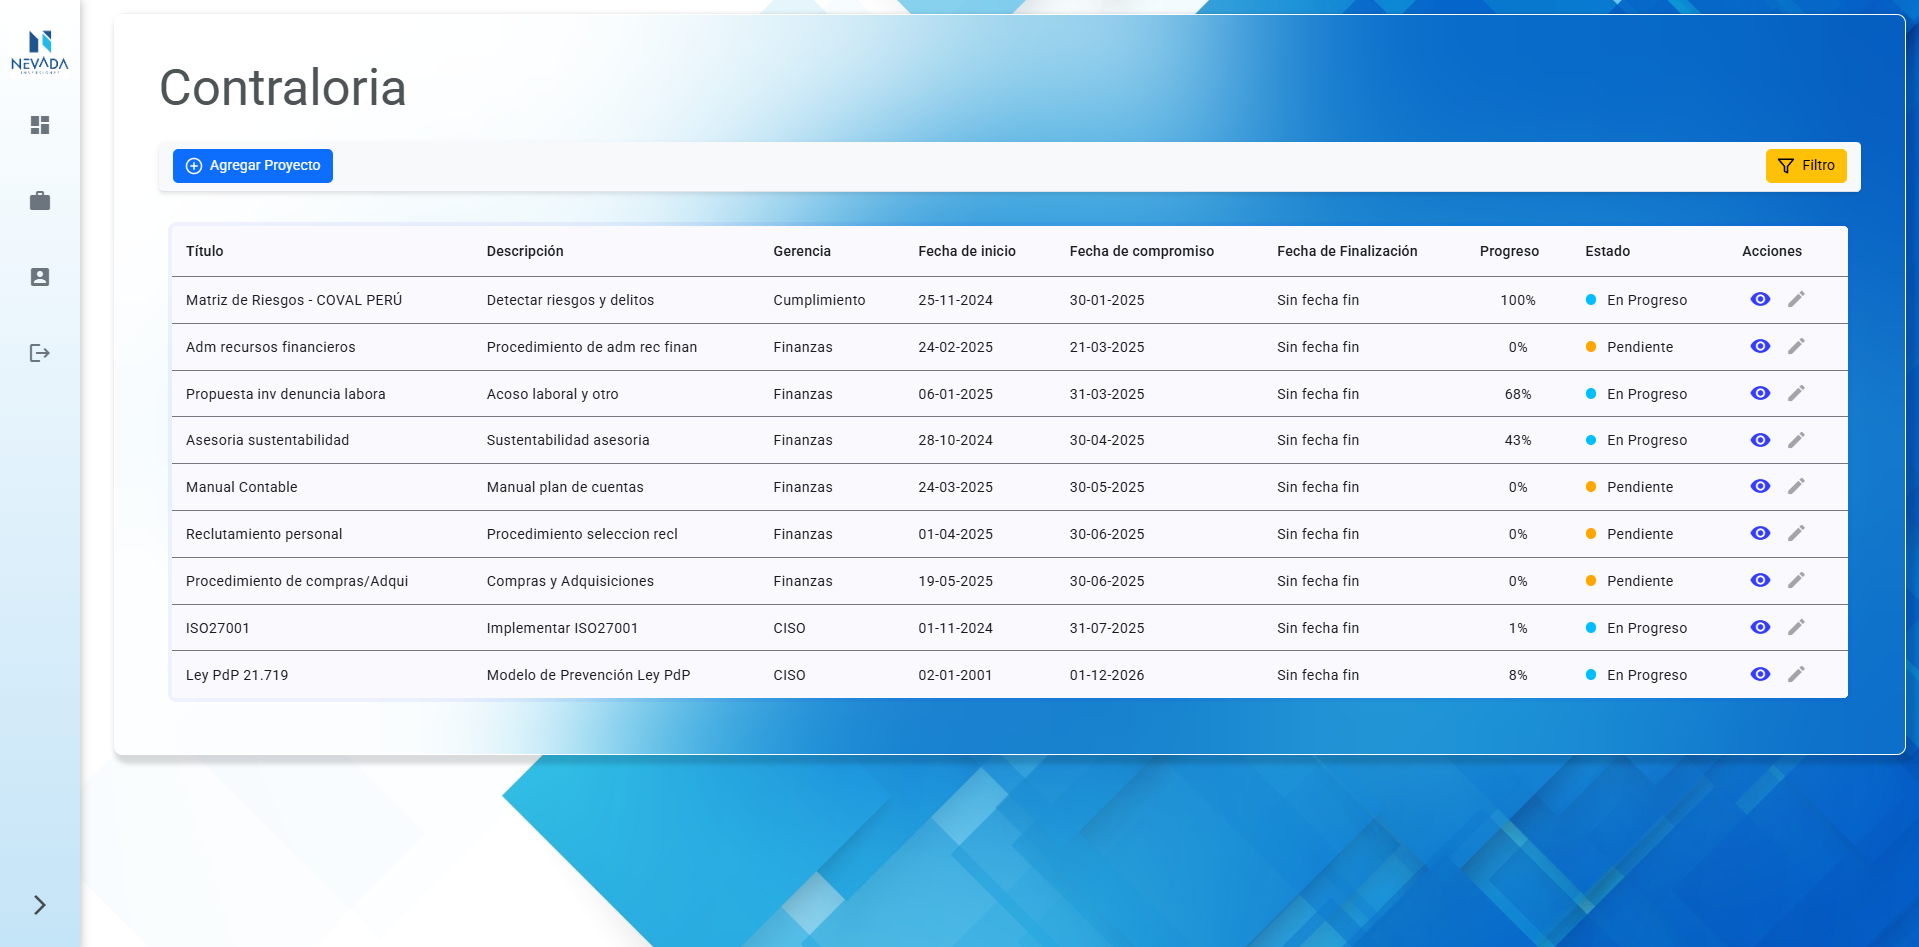 NEVADA
INVERSIONES
Contraloria
Agregar Proyecto
Filtro
Título Descripción Gerencia Fecha de inicio Fecha de compromiso Fecha de Finalización Progreso Estado Acciones
Matriz de Riesgos - COVAL PERÚ Detectar riesgos y delitos Cumplimiento 25-11-2024 30-01-2025 Sin fecha fin 100% En Progreso
Adm recursos financieros Procedimiento de adm rec finan Finanzas 24-02-2025 21-03-2025 Sin fecha fin 0% Pendiente
Propuesta inv denuncia labora Acoso laboral y otro Finanzas 06-01-2025 31-03-2025 Sin fecha fin 68% En Progreso
Asesoria sustentabilidad Sustentabilidad asesoria Finanzas 28-10-2024 30-04-2025 Sin fecha fin 43% En Progreso
Manual Contable Manual plan de cuentas Finanzas 24-03-2025 30-05-2025 Sin fecha fin 0% Pendiente
Reclutamiento personal Procedimiento seleccion recl Finanzas 01-04-2025 30-06-2025 Sin fecha fin 0% Pendiente
Procedimiento de compras/Adqui Compras y Adquisiciones Finanzas 19-05-2025 30-06-2025 Sin fecha fin 0% Pendiente
ISO27001 Implementar ISO27001 CISO 01-11-2024 31-07-2025 Sin fecha fin 1% En Progreso
Ley PdP 21.719 Modelo de Prevención Ley PdP CISO 02-01-2001 01-12-2026 Sin fecha fin 8% En Progreso